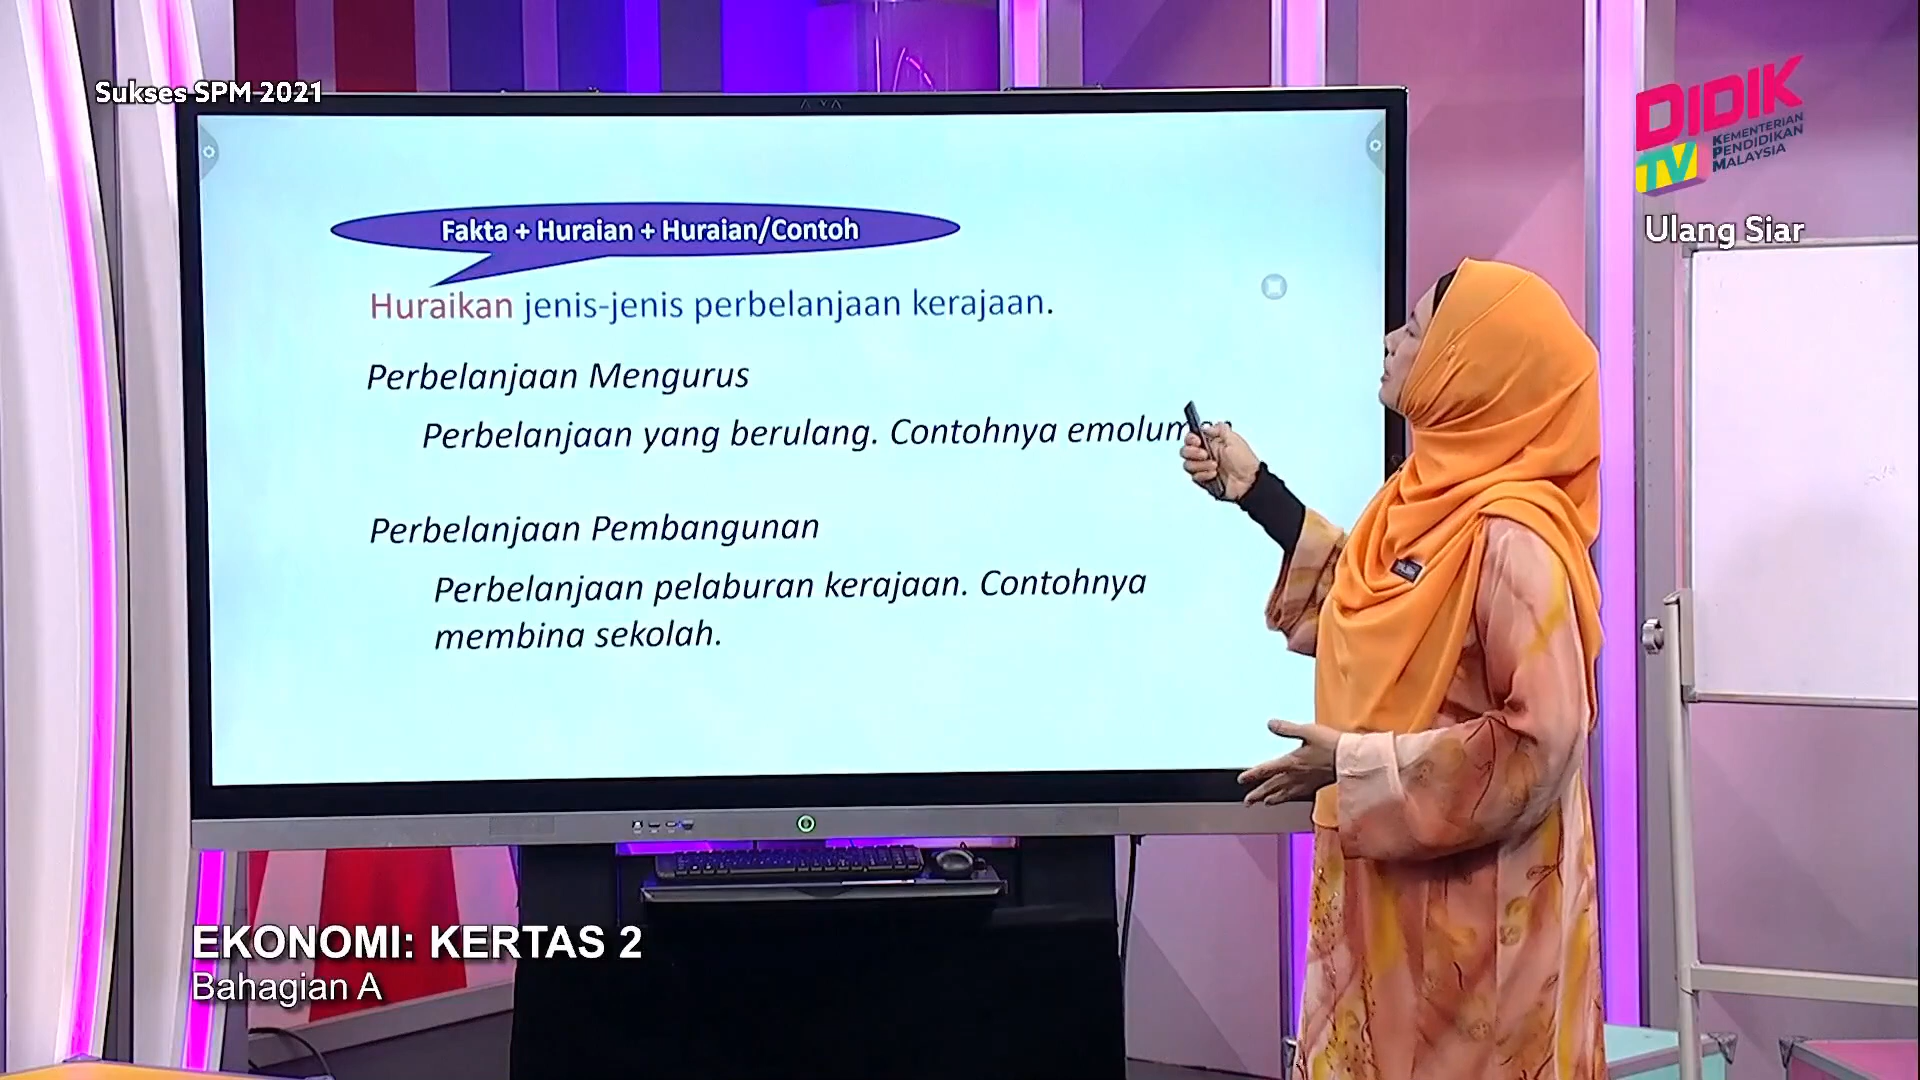 Sukses SPM 2021
DIDIK
TV
KEMENTERIAN
PENDIDIKAN
MALAYSIA
Ulang Siar
Fakta + Huraian + Huraian/Contoh
Huraikan jenis-jenis perbelanjaan kerajaan.
Perbelanjaan Mengurus
Perbelanjaan yang berulang. Contohnya emolumen
Perbelanjaan Pembangunan
Perbelanjaan pelaburan kerajaan. Contohnya
membina sekolah.
EKONOMI: KERTAS 2
Bahagian A